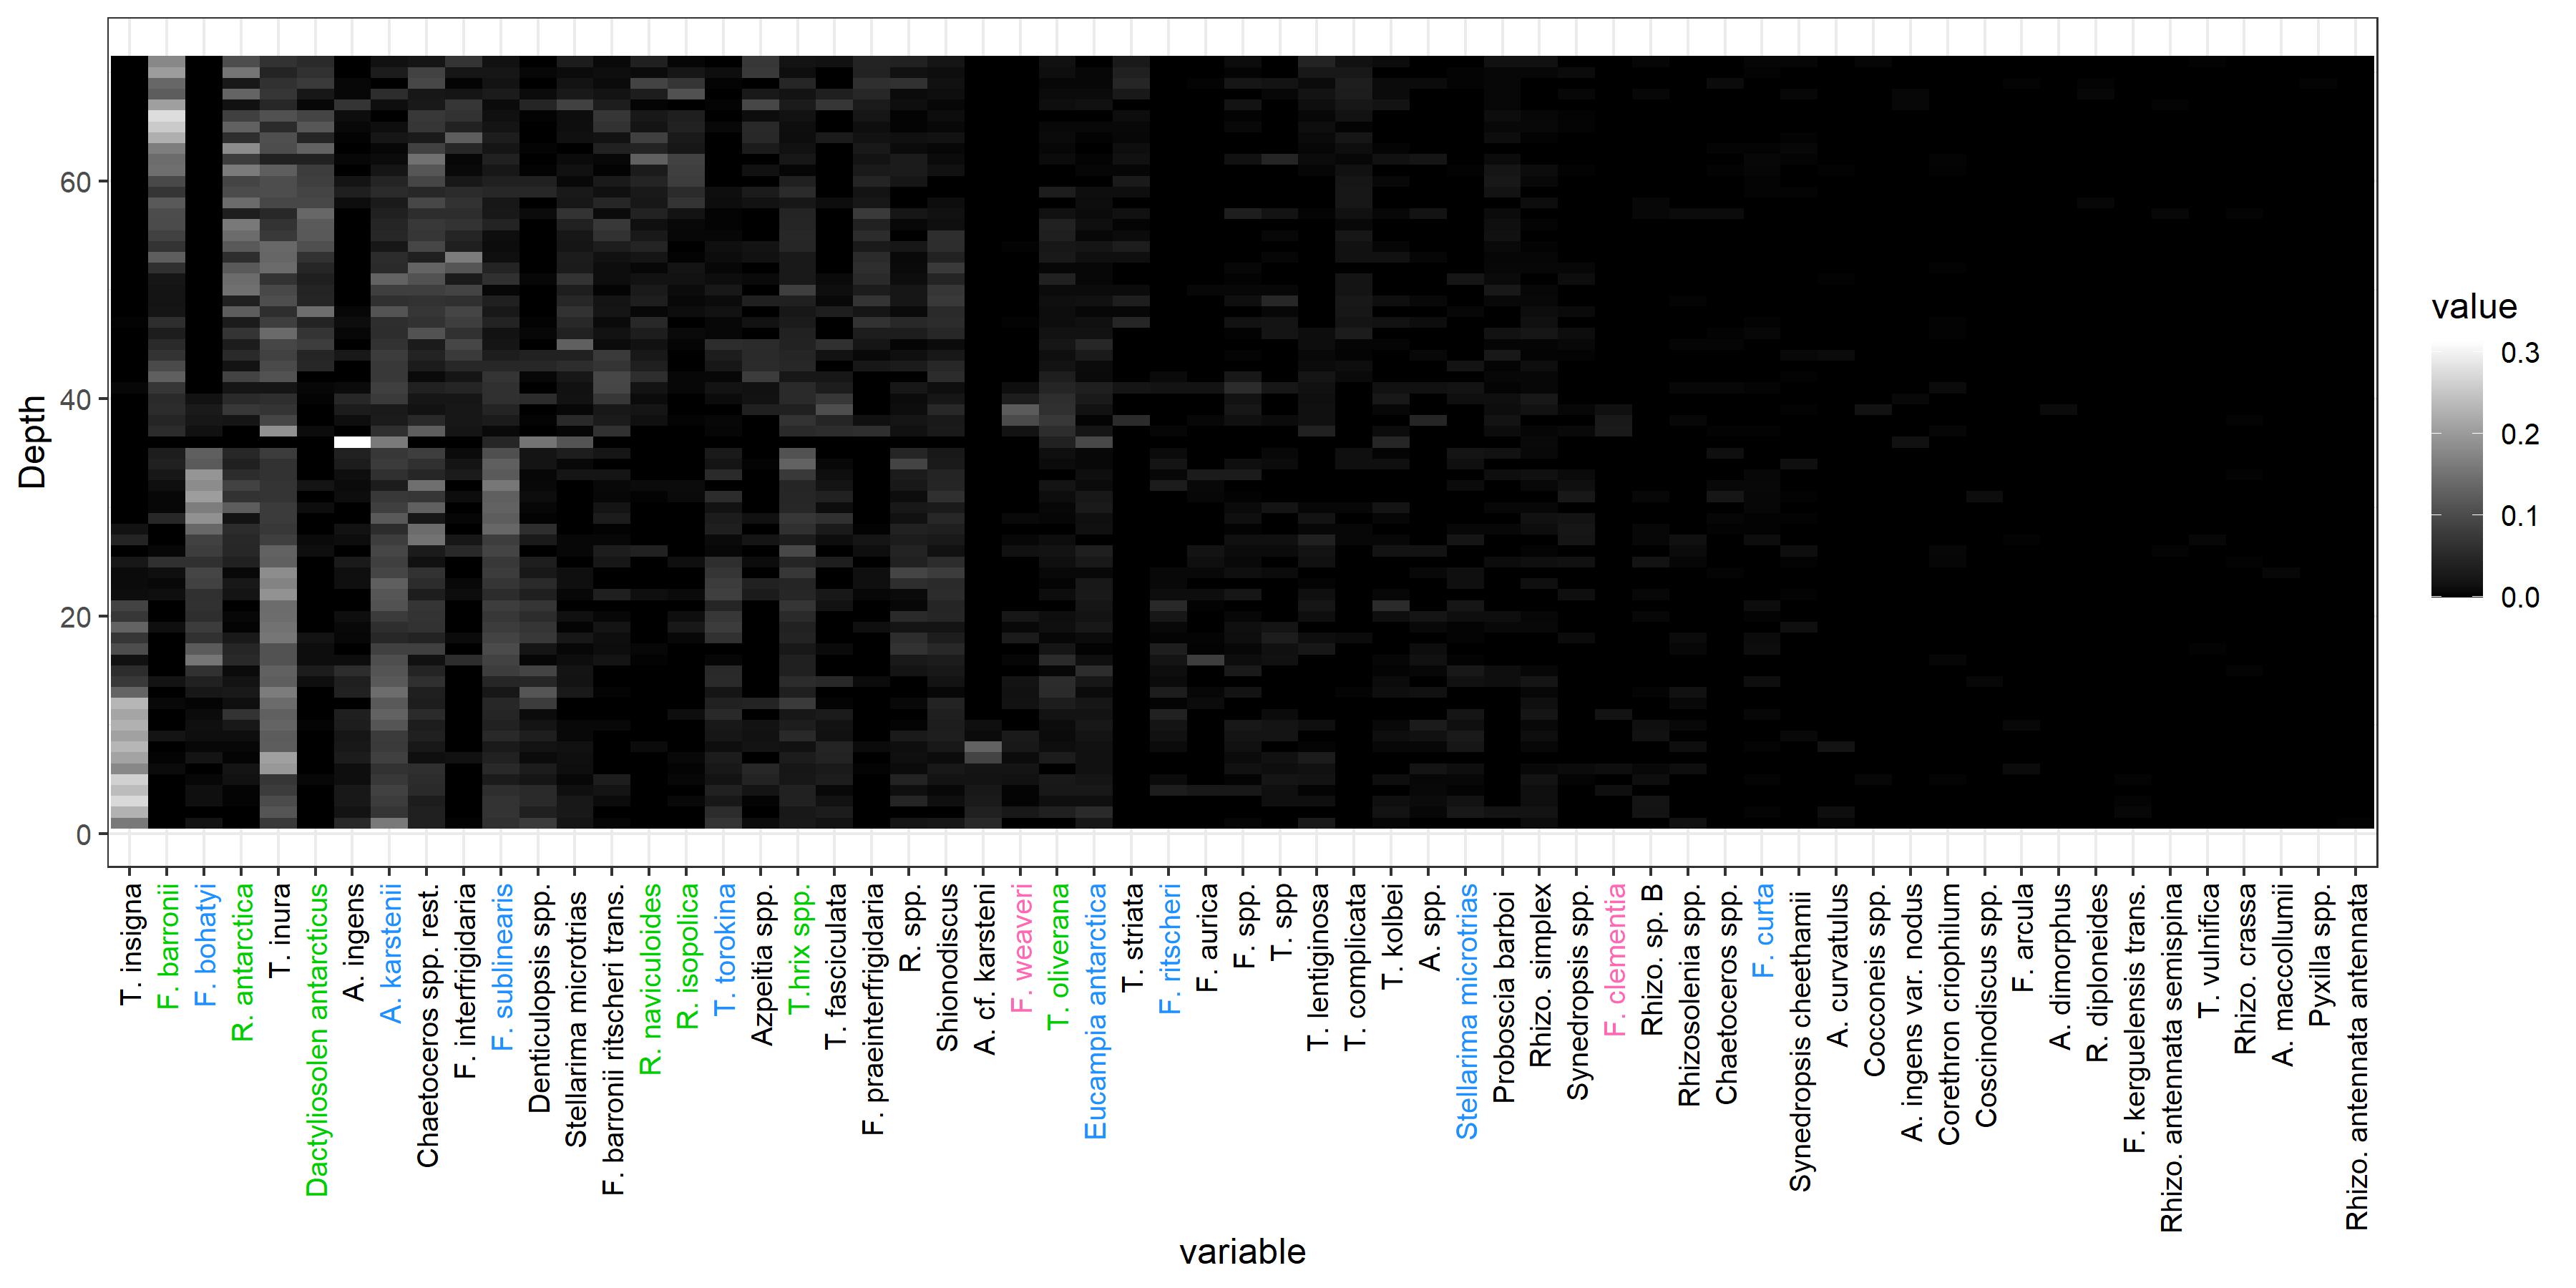 Depth
60
40
20
0
T. insigna
F. barronii
F. bohatyi
R. antarctica
T. inura
Dactyliosolen antarcticus
A. ingens
A. karstenii
Chaetoceros spp. rest.
F. interfrigidaria
F. sublinearis
Denticulopsis spp.
Stellarima microtrias
F. barronii ritscheri trans.
R. naviculoides
R. isopolica
T. torokina
Azpeitia spp.
T.hrix spp.
T. fasciculata
F. praeinterfrigidaria
R. spp.
Shionodiscus
A. cf. karsteni
F. weaveri
T. oliverana
Eucampia antarctica
T. striata
F. ritscheri
F. aurica
F. spp.
T. spp
T. lentiginosa
T. complicata
T. kolbei
A. spp.
Stellarima microtrias
Proboscia barboi
Rhizo. simplex
Synedropsis spp.
F. clementia
Rhizo. sp. B
Rhizosolenia spp.
Chaetoceros spp.
F. curta
Synedropsis cheethamii
A. curvatulus
Cocconeis spp.
A. ingens var. nodus
Corethron criophilum
Coscinodiscus spp.
F. arcula
A. dimorphus
R. diploneides
F. kerguelensis trans.
Rhizo. antennata semispina
T. vulnifica
Rhizo. crassa
A. maccollumii
Pyxilla spp.
Rhizo. antennata antennata
variable
value
0.3
0.2
0.1
0.0